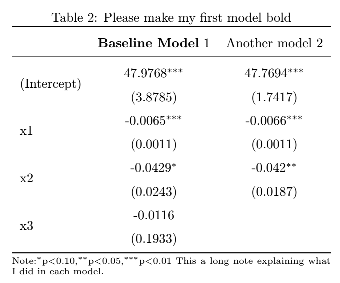 Table 2: Please make my first model bold
Baseline Model 1 Another model 2
(Intercept) 47.9768*** 47.7694***
(3.8785) (1.7417)
x1 -0.0065*** -0.0066***
(0.0011) (0.0011)
x2 -0.0429* -0.042**
(0.0243) (0.0187)
x3 -0.0116
(0.1933)
Note:*p<0.10,**p<0.05,***p<0.01 This a long note explaining what
I did in each model.